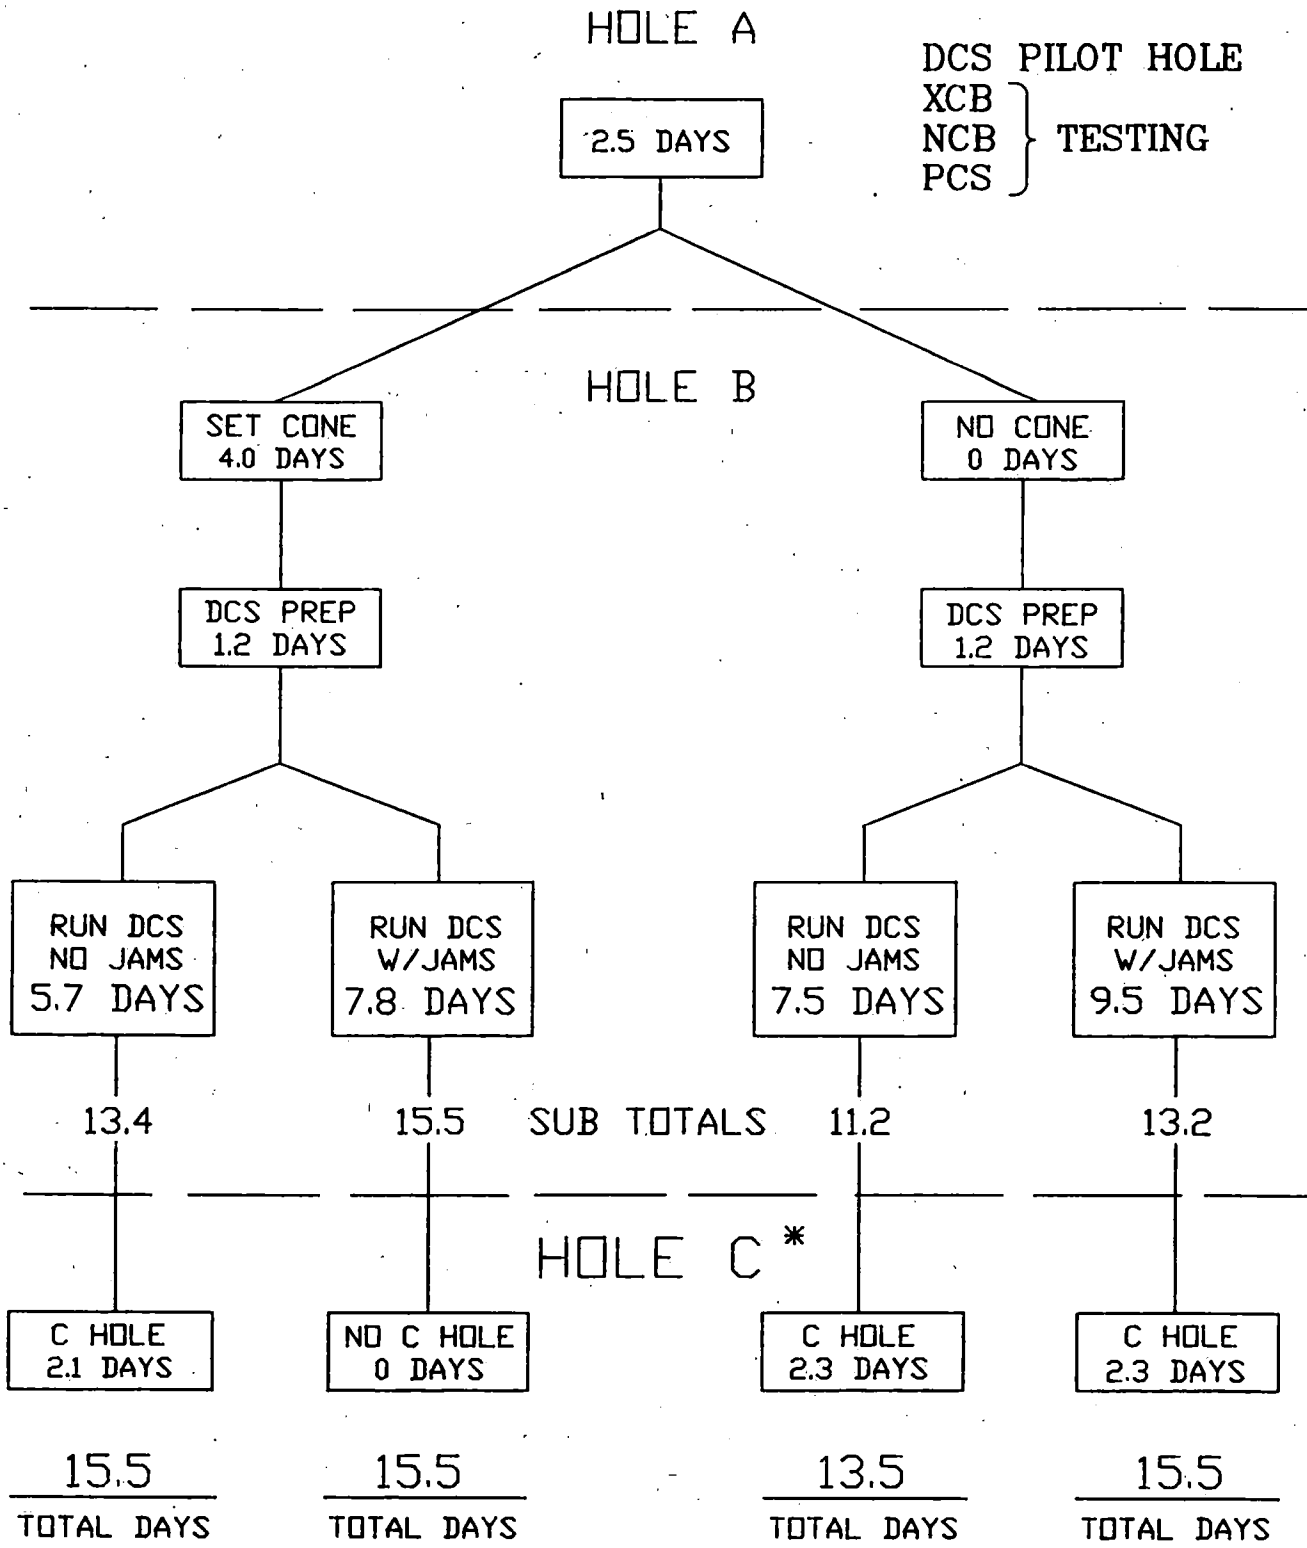 HOLE A
DCS PILOT HOLE
XCB
NCB
PCS
TESTING
2.5 DAYS
HOLE B
SET CONE
4.0 DAYS
NO CONE
0 DAYS
DCS PREP
1.2 DAYS
DCS PREP
1.2 DAYS
RUN DCS
NO JAMS
5.7 DAYS
RUN DCS
W/JAMS
7.8 DAYS
RUN DCS
NO JAMS
7.5 DAYS
RUN DCS
W/JAMS
9.5 DAYS
13.4 15.5 SUB TOTALS 11.2 13.2
HOLE C *
C HOLE
2.1 DAYS
NO C HOLE
0 DAYS
C HOLE
2.3 DAYS
C HOLE
2.3 DAYS
15.5 15.5 13.5 15.5
TOTAL DAYS TOTAL DAYS TOTAL DAYS TOTAL DAYS